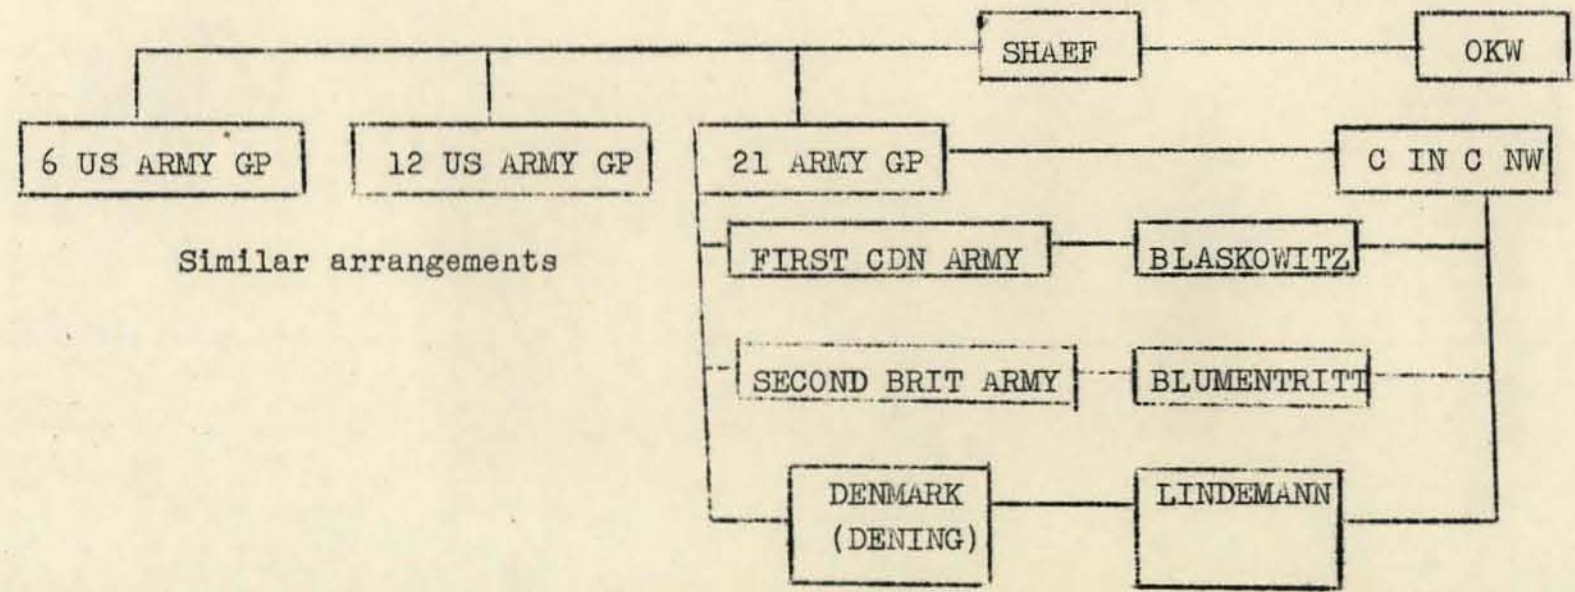 SHAEF
OKW
6 US ARMY GP
12 US ARMY GP
21 ARMY GP
C IN C NW
Similar arrangements
FIRST CDN ARMY
BLASKOWITZ
SECOND BRIT ARMY
BLUMENTRITT
DENMARK
(DENING)
LINDEMANN